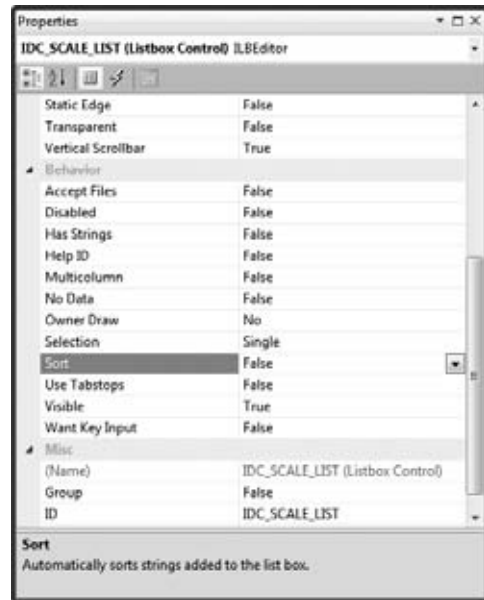 Properties
IDC_SCALE_LIST (Listbox Control) ILBEditor
Static Edge False
Transparent False
Vertical Scrollbar True
Behavior
Accept Files False
Disabled False
Has Strings False
Help ID False
Multicolumn False
No Data False
Owner Draw No
Selection Single
Sort False
Use Tabstops False
Visible True
Want Key Input False
Misc
(Name) IDC_SCALE_LIST (Listbox Control)
Group False
ID IDC_SCALE_LIST
Sort
Automatically sorts strings added to the list box.